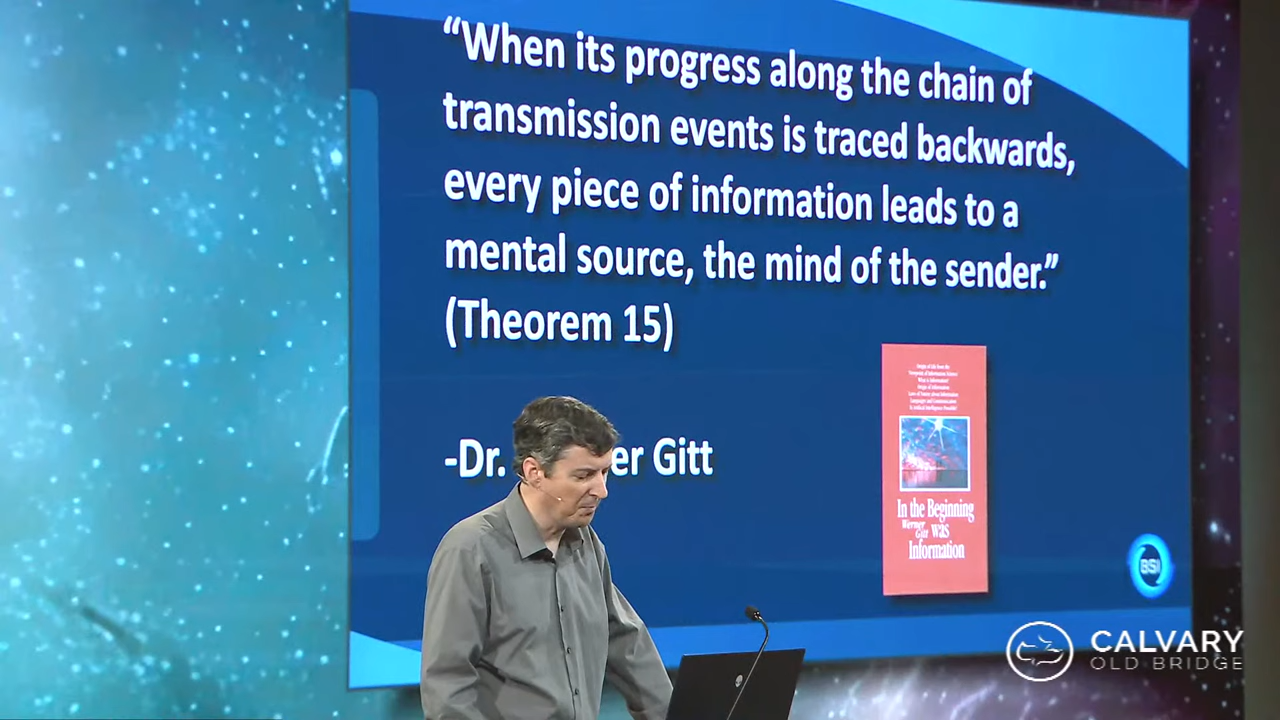 “When its progress along the chain of
transmission events is traced backwards,
every piece of information leads to a
mental source, the mind of the sender.”
(Theorem 15)
-Dr. er Gitt
In the Beginning
Werner
Gitt was
Information
BSI
CALVARY
OLD BRIDGE